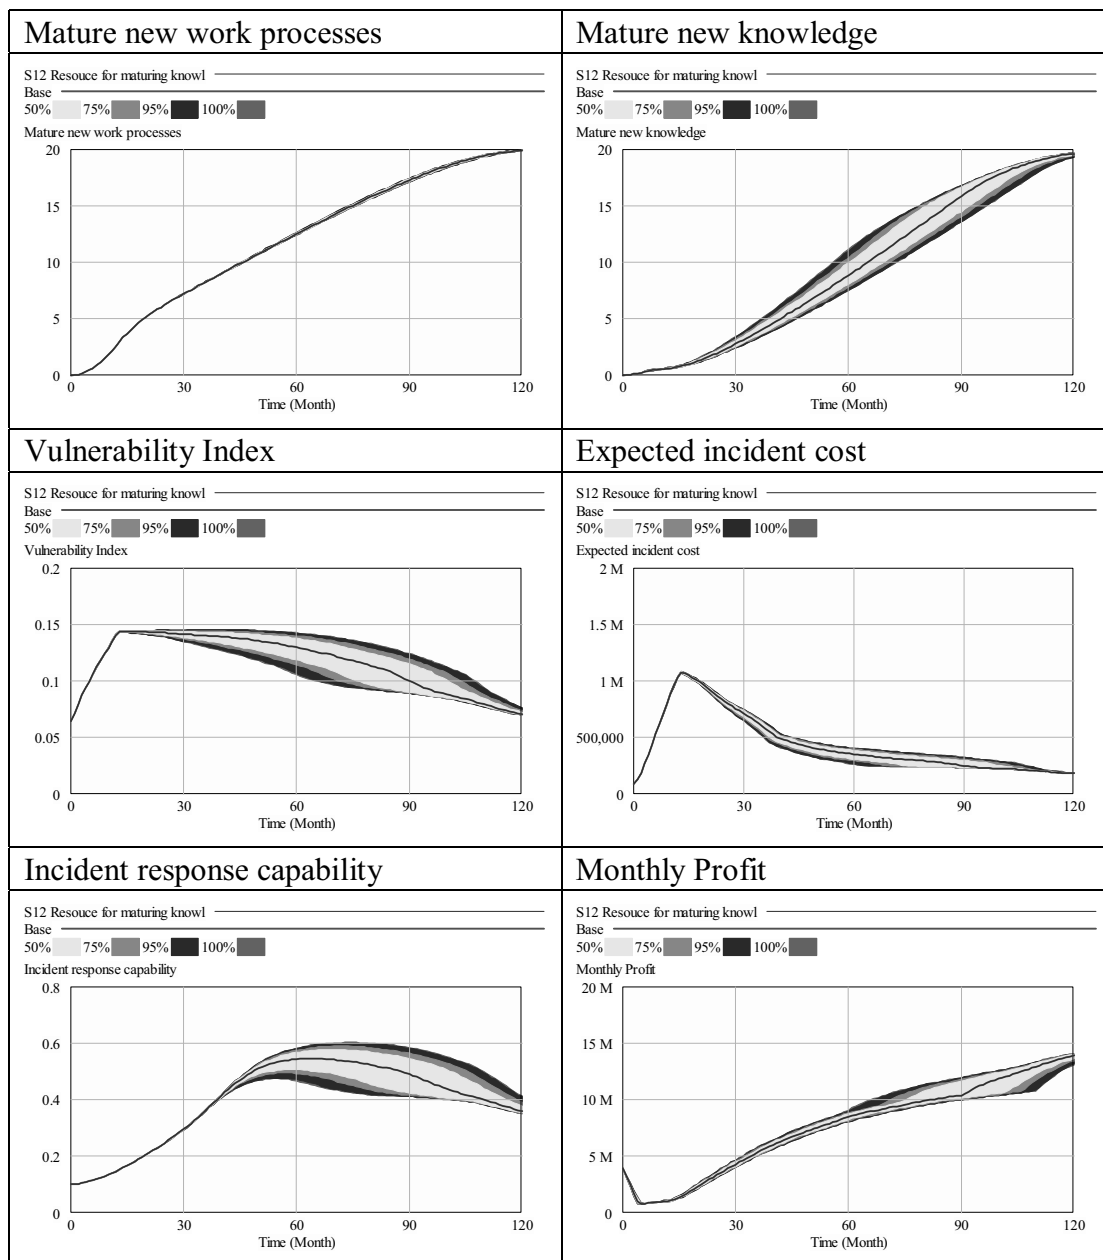 Mature new work processes
S12 Resouce for maturing knowl
Base
50% 75% 95% 100%
Mature new work processes
20
15
10
5
0
0 30 60 90 120
Time (Month)
Mature new knowledge
S12 Resouce for maturing knowl
Base
50% 75% 95% 100%
Mature new knowledge
20
15
10
5
0
0 30 60 90 120
Time (Month)
Vulnerability Index
S12 Resouce for maturing knowl
Base
50% 75% 95% 100%
Vulnerability Index
0.2
0.15
0.1
0.05
0
0 30 60 90 120
Time (Month)
Expected incident cost
S12 Resouce for maturing knowl
Base
50% 75% 95% 100%
Expected incident cost
2 M
1.5 M
1 M
500,000
0
0 30 60 90 120
Time (Month)
Incident response capability
S12 Resouce for maturing knowl
Base
50% 75% 95% 100%
Incident response capability
0.8
0.6
0.4
0.2
0
0 30 60 90 120
Time (Month)
Monthly Profit
S12 Resouce for maturing knowl
Base
50% 75% 95% 100%
Monthly Profit
20 M
15 M
10 M
5 M
0
0 30 60 90 120
Time (Month)